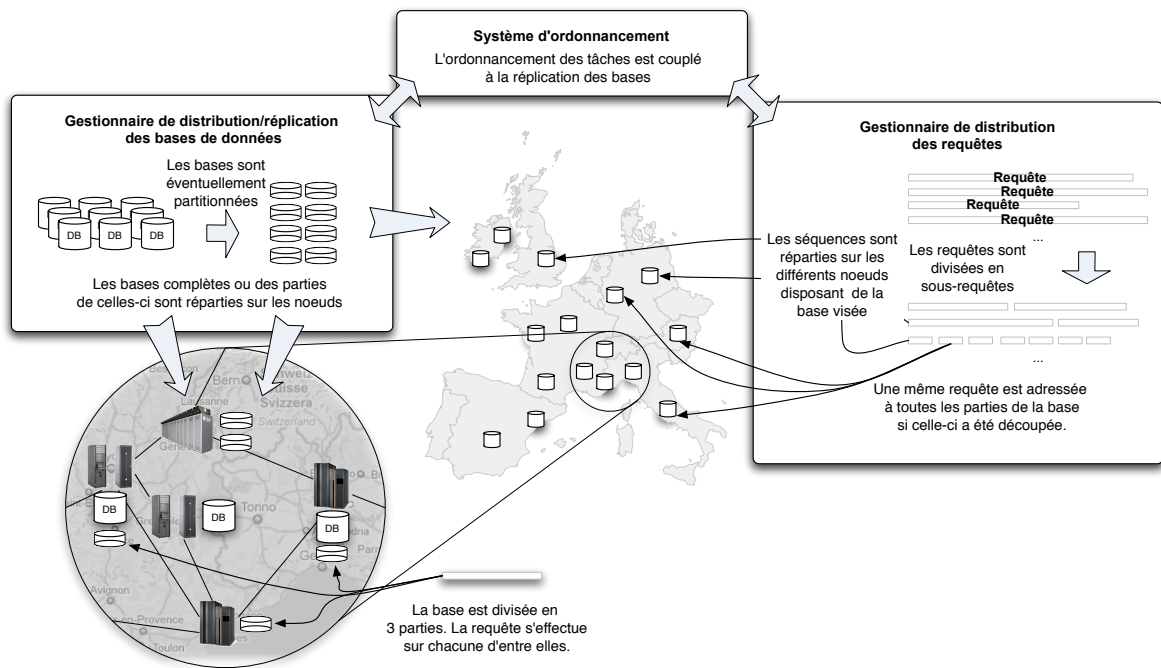 Système d'ordonnancement
L'ordonnancement des tâches est couplé
à la réplication des bases
Gestionnaire de distribution/réplication
des bases de données
Les bases sont
éventuellement
partitionnées
DB
DB
DB
Les bases complètes ou des parties
de celles-ci sont réparties sur les noeuds
Gestionnaire de distribution
des requêtes
Requête
Requête
Requête
Requête
...
Les requêtes sont
divisées en
sous-requêtes
...
Les séquences sont
réparties sur les
différents noeuds
disposant de la
base visée
Une même requête est adressée
à toutes les parties de la base
si celle-ci a été découpée.
Bern
Svizzera
Lausanne
Switzerland
DB
DB
Torino
DB
Avignon
Toulon
La base est divisée en
3 parties. La requête s'effectue
sur chacune d'entre elles.